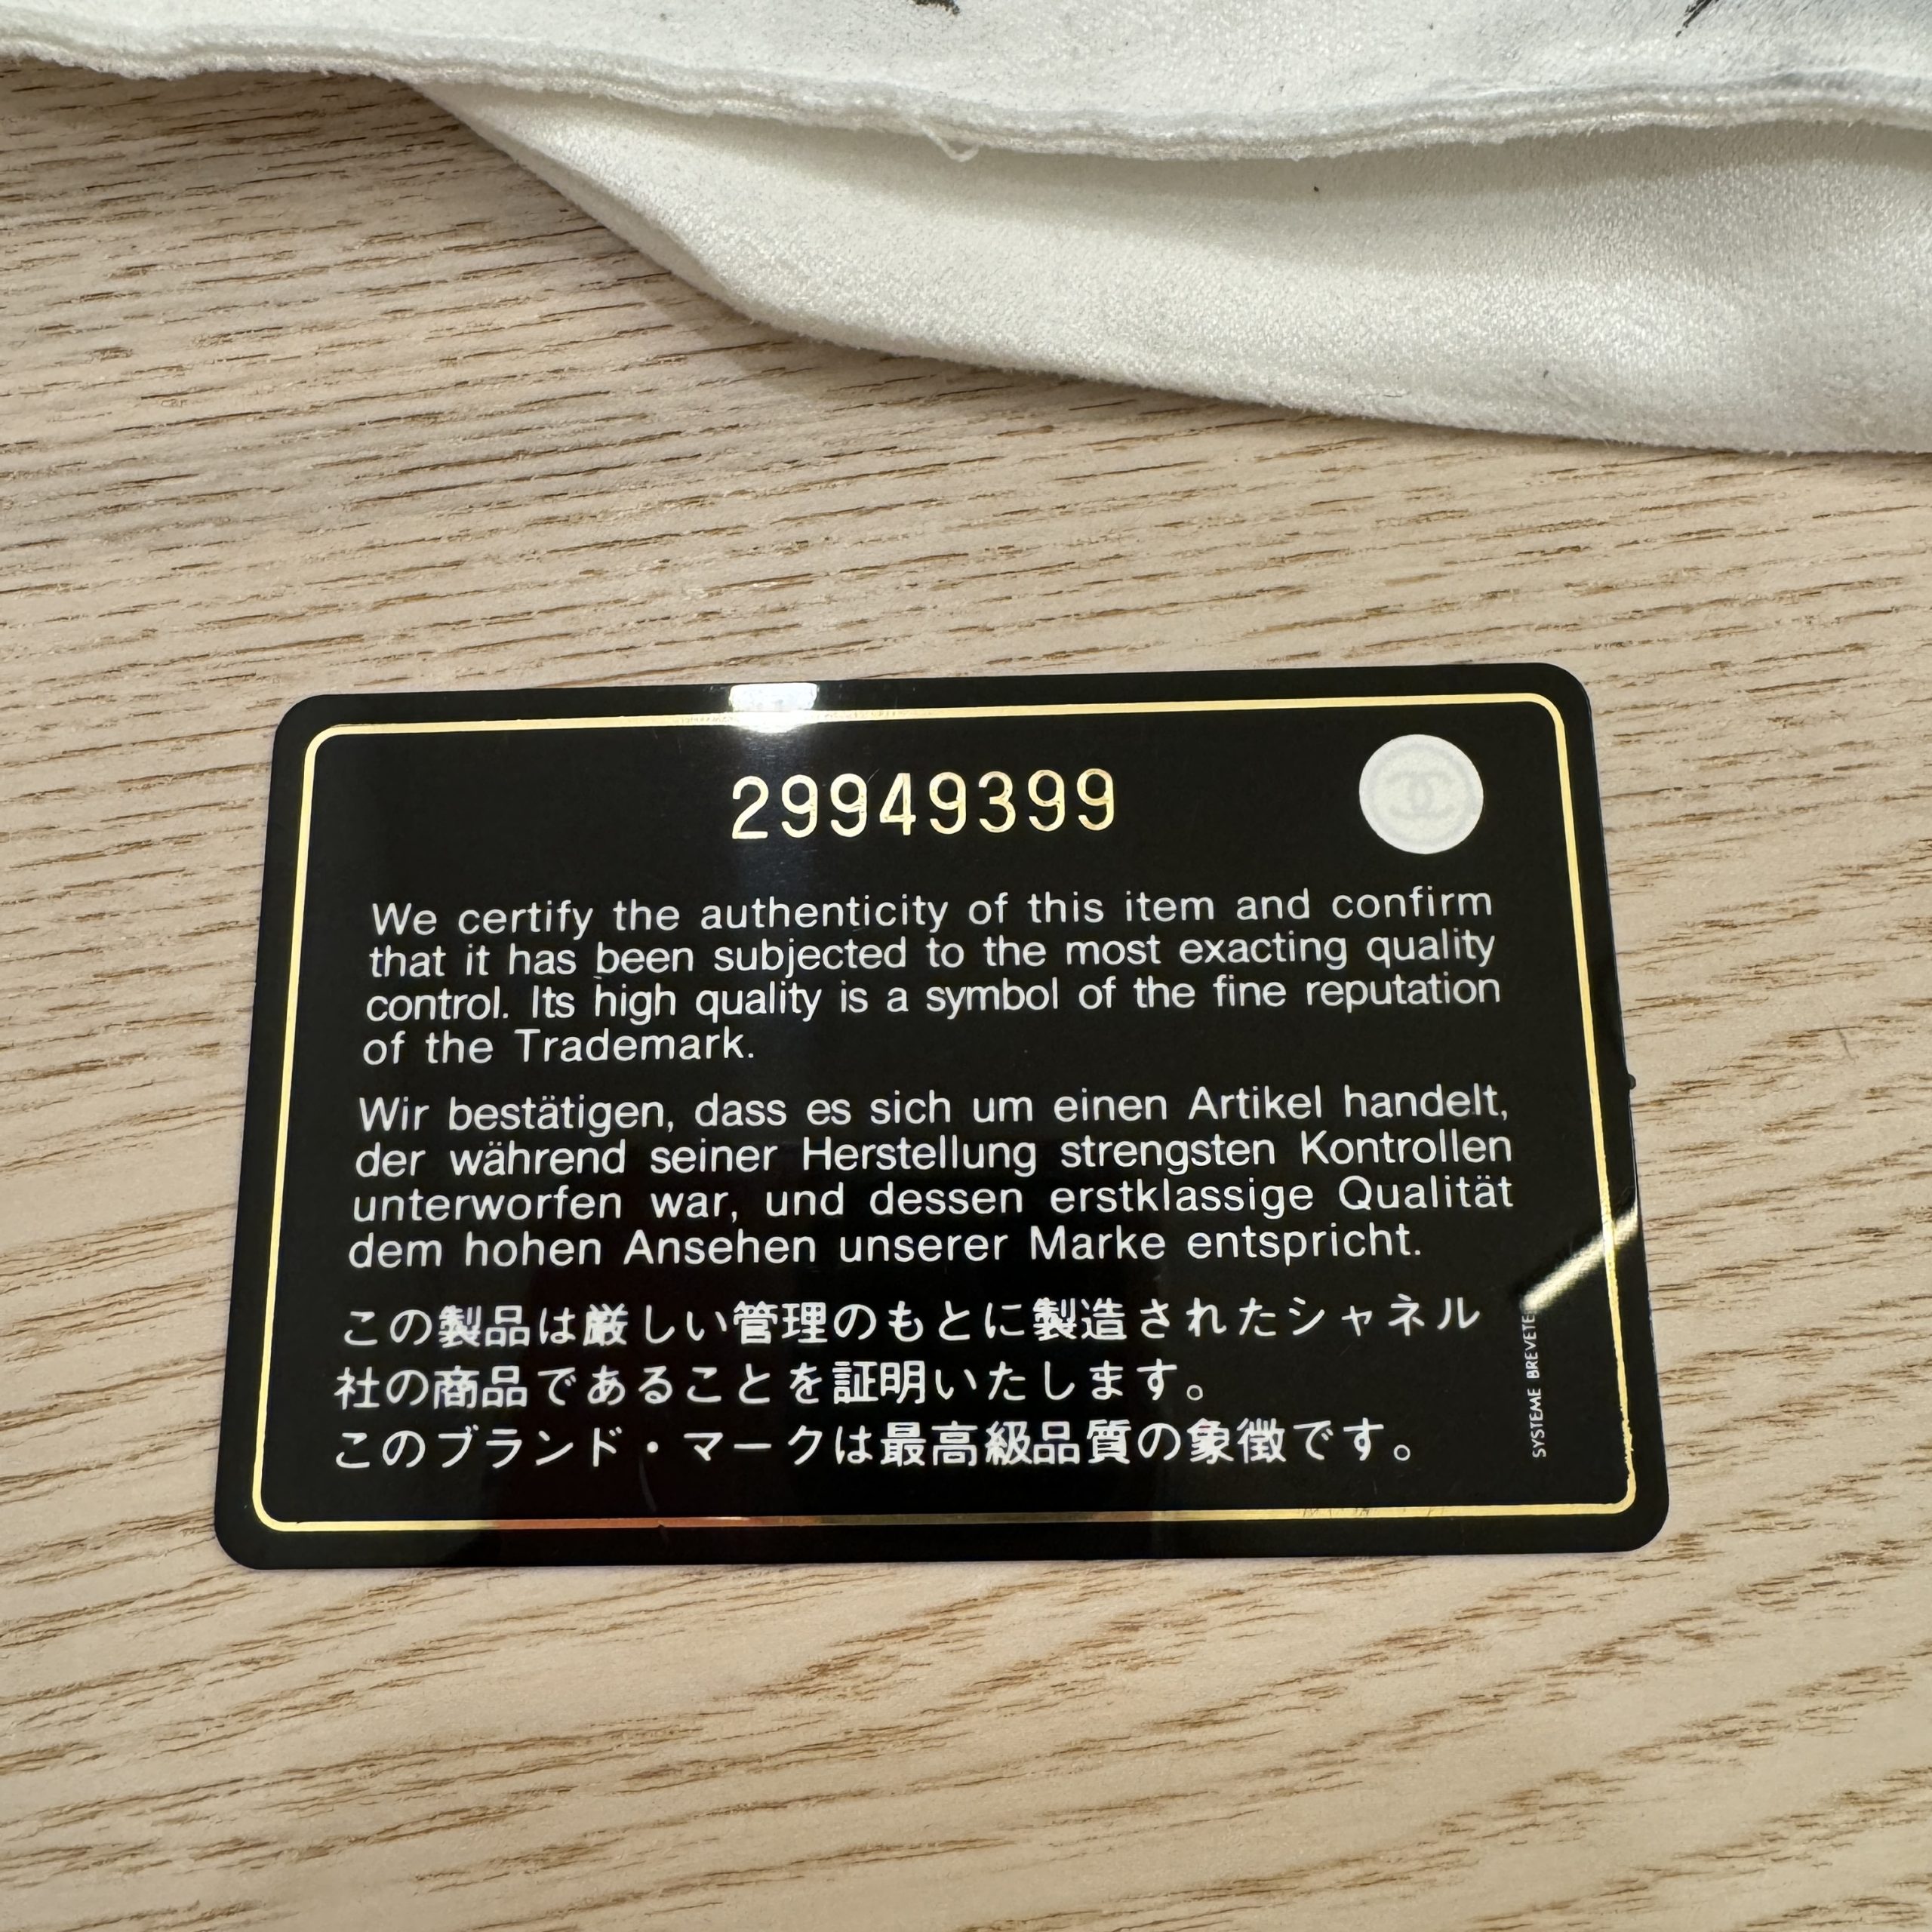 29949399
We certify the authenticity of this item and confirm
that it has been subjected to the most exacting quality
control. Its high quality is a symbol of the fine reputation
of the Trademark.
Wir bestätigen, dass es sich um einen Artikel handelt,
der während seiner Herstellung strengsten Kontrollen
unterworfen war, und dessen erstklassige Qualität
dem hohen Ansehen unserer Marke entspricht.
この製品は厳しい管理のもとに製造されたシャネル
社の商品であることを証明いたします。
このブランド・マークは最高級品質の象徴です。
SYSTEME BREVETE